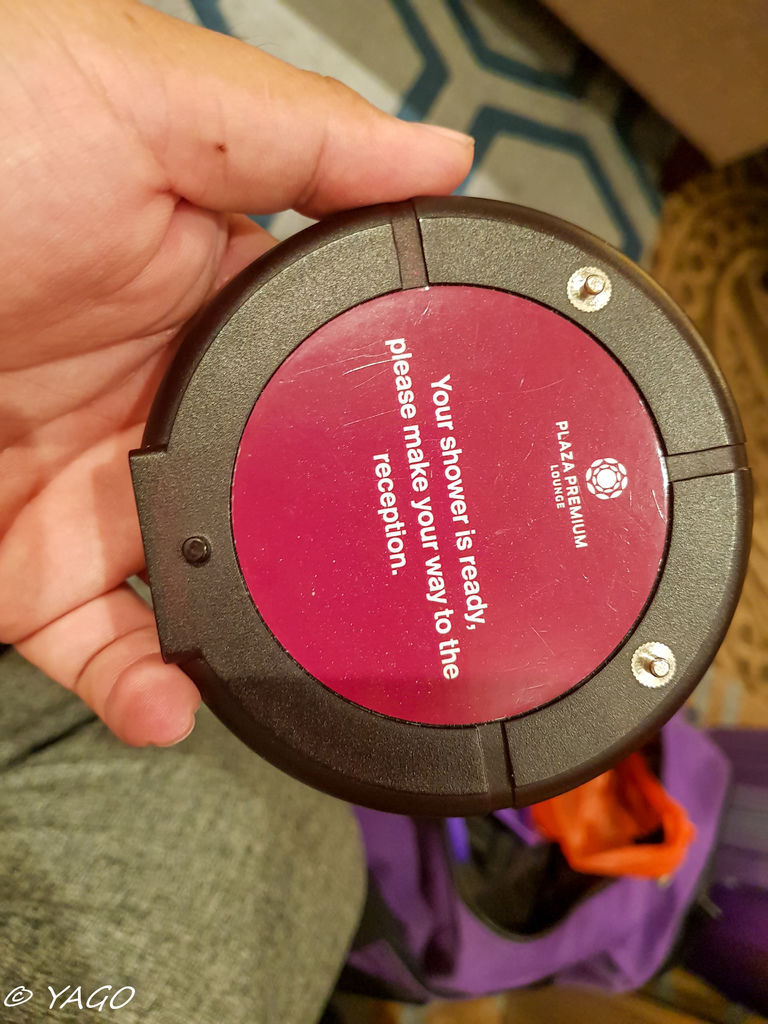 PLAZA PREMIUM
LOUNGE
Your shower is ready,
please make your way to the
reception.
© YAGO